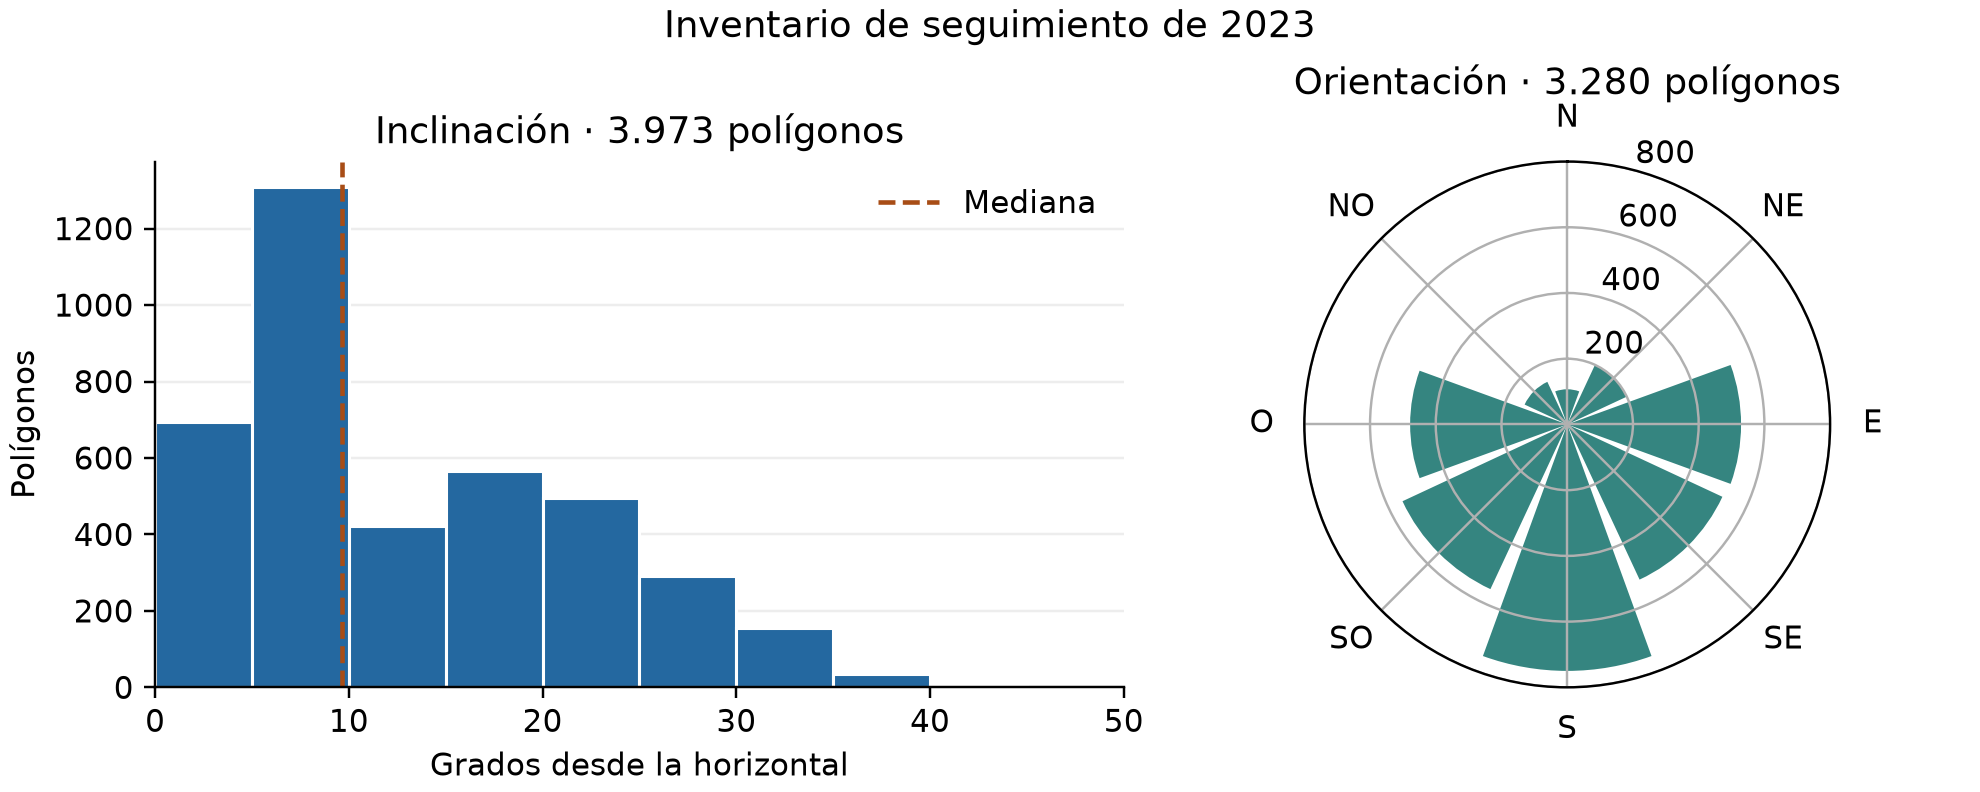 Inventario de seguimiento de 2023
Inclinación · 3.973 polígonos
Mediana
Polígonos
1200
1000
800
600
400
200
0
0 10 20 30 40 50
Grados desde la horizontal
Orientación · 3.280 polígonos
N
800
NO
NE
600
400
200
O
E
SO
SE
S